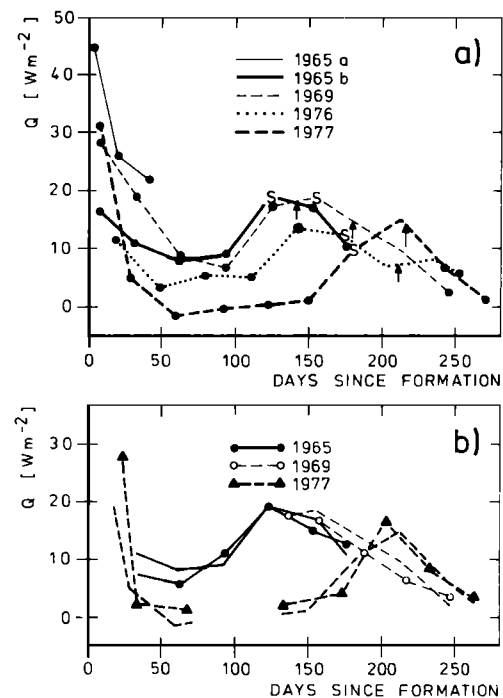 a)
Q [Wm-2]
50
40
30
20
10
0
1965 a
1965 b
1969
1976
1977
S S S S
0 50 100 150 200 250
DAYS SINCE FORMATION
b)
Q [Wm-2]
30
20
10
0
1965
1969
1977
0 50 100 150 200 250
DAYS SINCE FORMATION